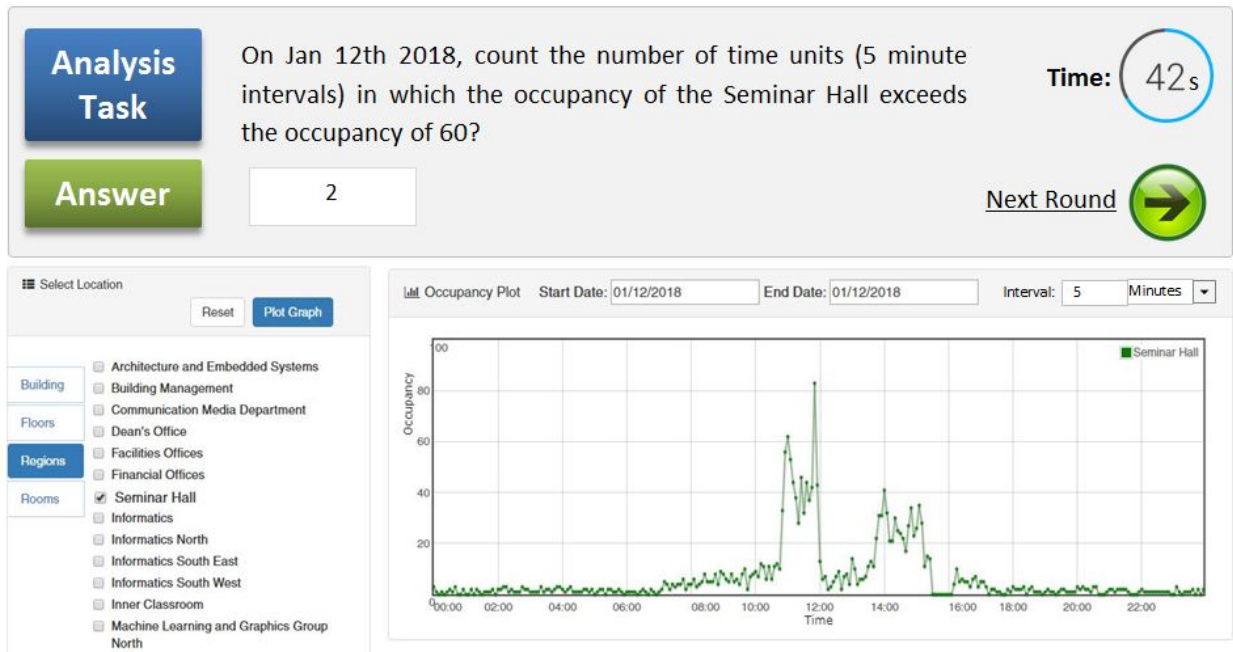 Analysis
Task
On Jan 12th 2018, count the number of time units (5 minute
intervals) in which the occupancy of the Seminar Hall exceeds
the occupancy of 60?
Time:
42s
Answer
2
Next Round
Select Location
Reset
Plot Graph
Building
Floors
Regions
Rooms
Architecture and Embedded Systems
Building Management
Communication Media Department
Dean's Office
Facilities Offices
Financial Offices
Seminar Hall
Informatics
Informatics North
Informatics South East
Informatics South West
Inner Classroom
Machine Learning and Graphics Group
North
Occupancy Plot Start Date: 01/12/2018 End Date: 01/12/2018 Interval: 5 Minutes
Seminar Hall
Occupancy
100
80
60
40
20
0
00:00 02:00 04:00 06:00 08:00 10:00 12:00 14:00 16:00 18:00 20:00 22:00
Time